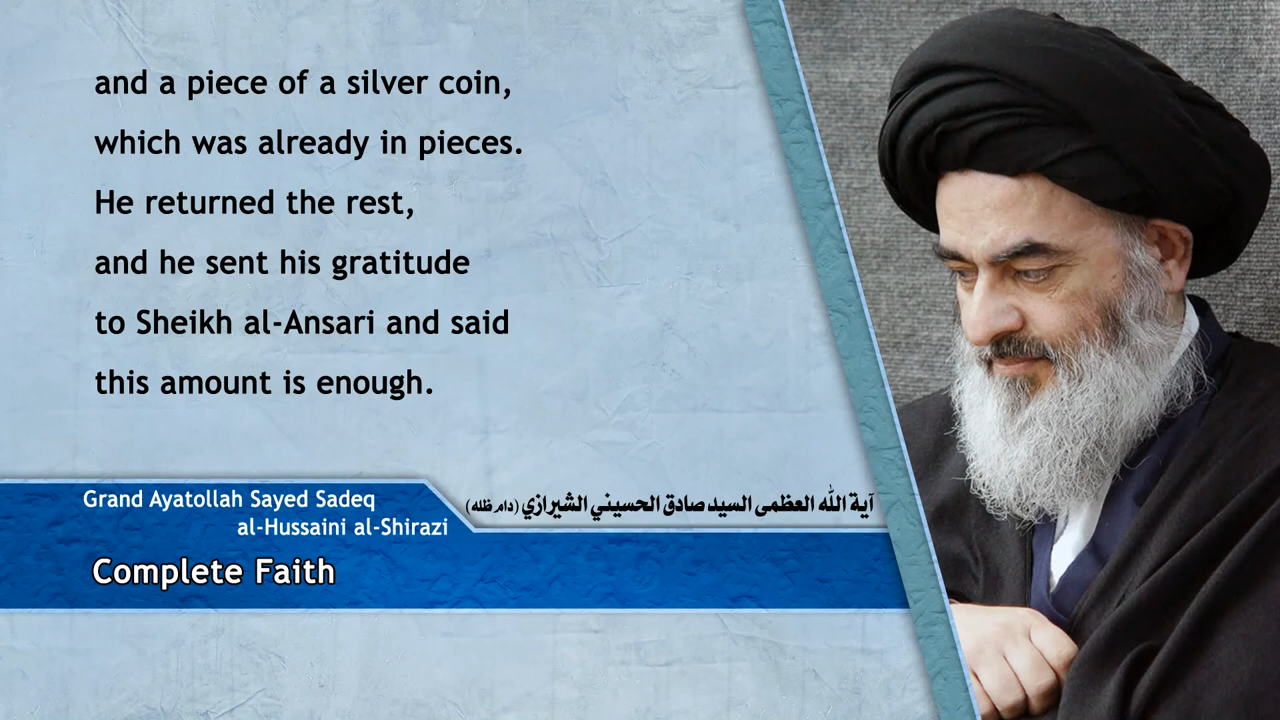 and a piece of a silver coin,
which was already in pieces.
He returned the rest,
and he sent his gratitude
to Sheikh al-Ansari and said
this amount is enough.
Grand Ayatollah Sayed Sadeq
al-Hussaini al-Shirazi
آية الله العظمى السيد صادق الحسيني الشيرازي (دام ظله)
Complete Faith